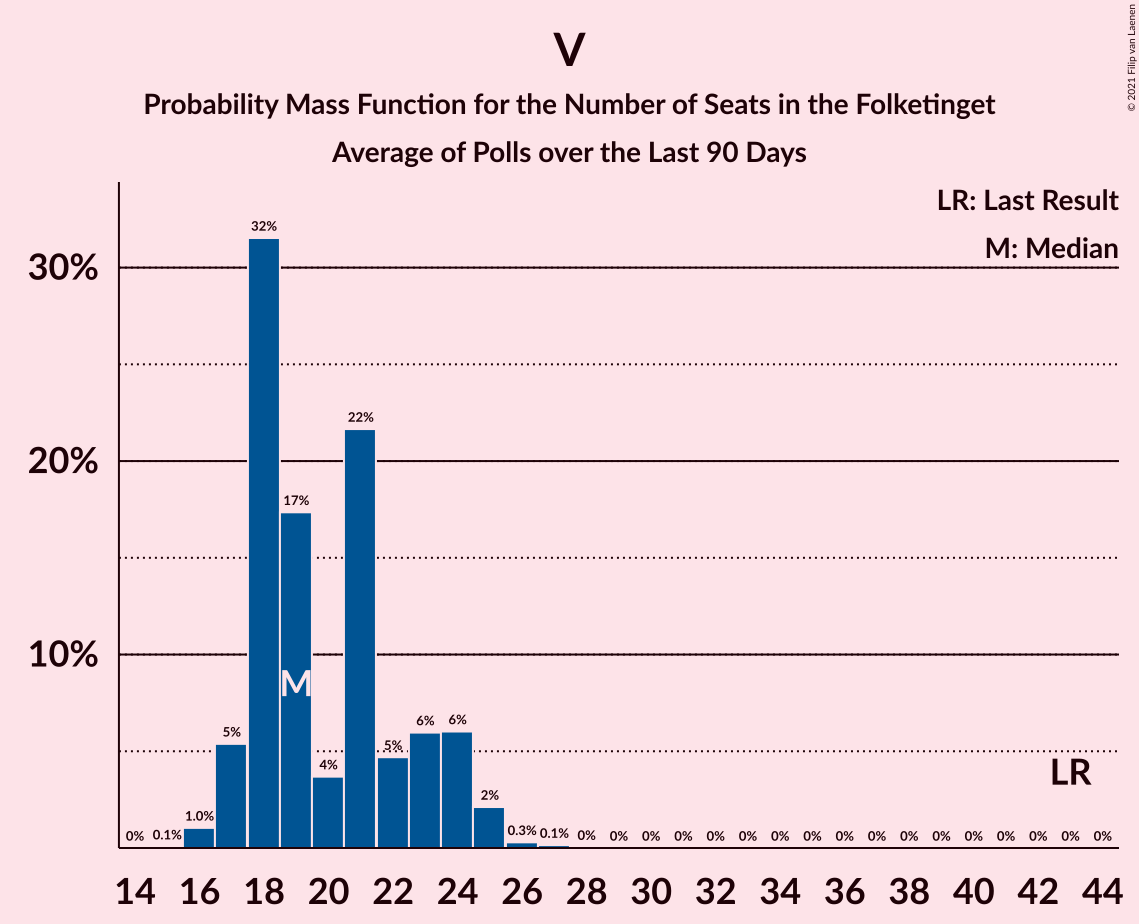 V
Probability Mass Function for the Number of Seats in the Folketinget
Average of Polls over the Last 90 Days
© 2021 Filip van Laenen
LR: Last Result
M: Median
30%
20%
10%
0% 0.1% 1.0% 5% 32% 17% 4% 22% 5% 6% 6% 2% 0.3% 0.1% 0% 0% 0% 0% 0% 0% 0% 0% 0% 0% 0% 0% 0% 0% 0% 0% 0%
M
LR
14 16 18 20 22 24 26 28 30 32 34 36 38 40 42 44